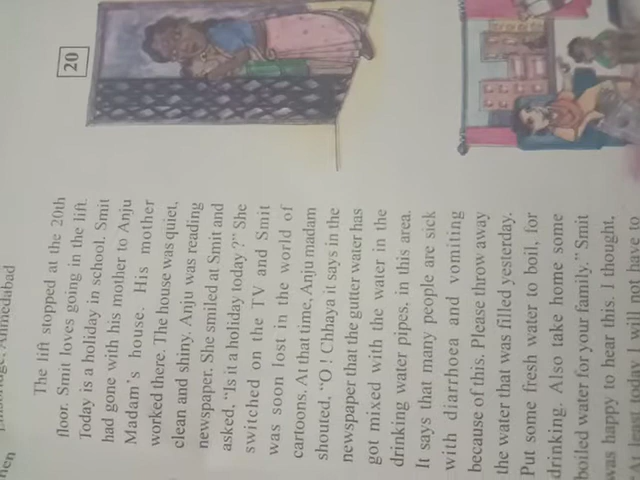 Ahmedabad
The lift stopped at the 20th
floor. Smit loves going in the lift.
Today is a holiday in school. Smit
had gone with his mother to Anju
Madam's house. His mother
worked there. The house was quiet,
clean and shiny. Anju was reading
newspaper. She smiled at Smit and
asked, "Is it a holiday today ?" She
switched on the TV and Smit
was soon lost in the world of
cartoons. At that time, Anju madam
shouted, "O ! Chhaya it says in the
newspaper that the gutter water has
got mixed with the water in the
drinking water pipes, in this area.
It says that many people are sick
with diarrhoea and vomiting
because of this. Please throw away
the water that was filled yesterday.
Put some fresh water to boil, for
drinking. Also take home some
boiled water for your family." Smit
was happy to hear this. I thought,
"At least today I will not have to
20